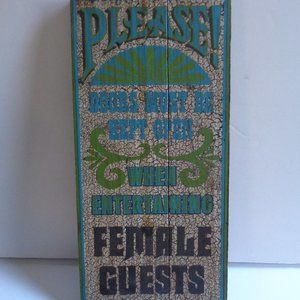 PLEASE!
DOORS MUST BE
KEPT OPEN
WHEN
ENTERTAINING
FEMALE
GUESTS